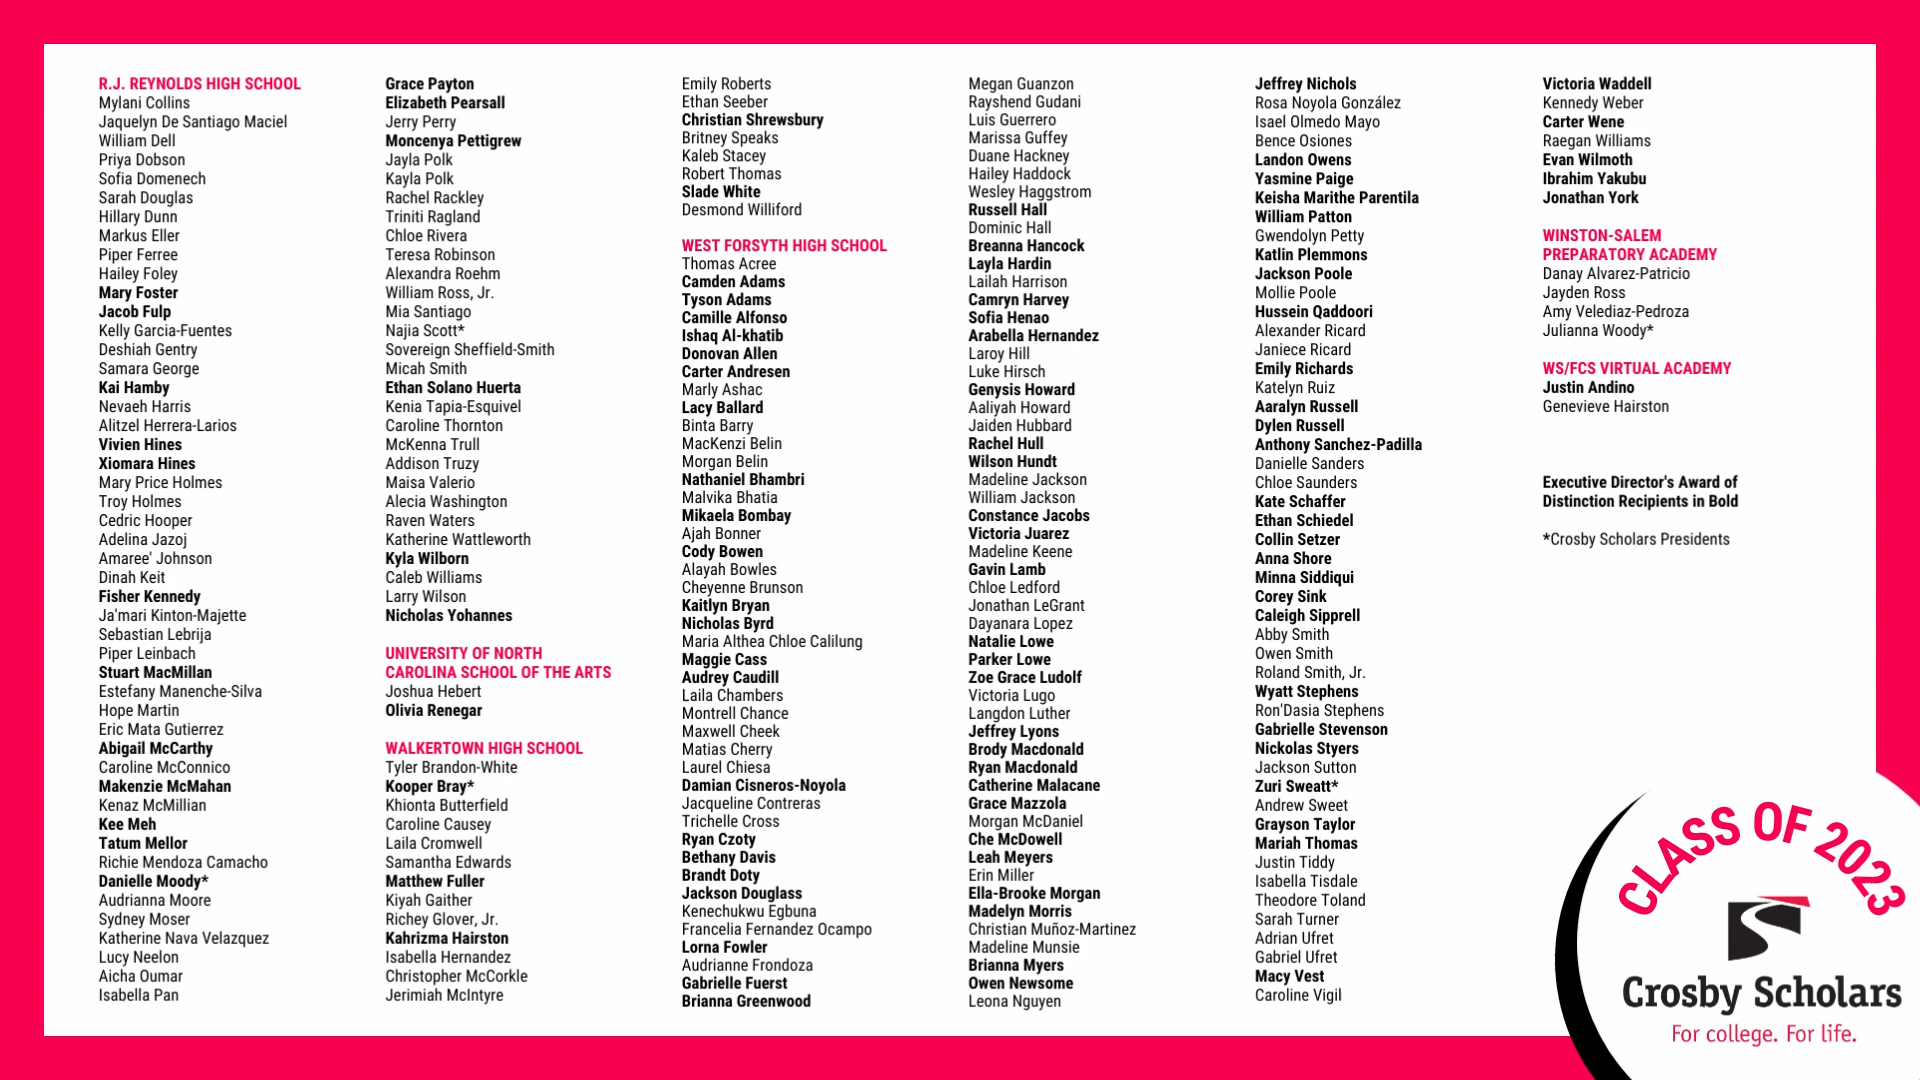 R.J. REYNOLDS HIGH SCHOOL
Mylani Collins
Jaquelyn De Santiago Maciel
William Dell
Priya Dobson
Sofia Domenech
Sarah Douglas
Hillary Dunn
Markus Eller
Piper Ferree
Hailey Foley
Mary Foster
Jacob Fulp
Kelly Garcia-Fuentes
Deshiah Gentry
Samara George
Kai Hamby
Nevaeh Harris
Alitzel Herrera-Larios
Vivien Hines
Xiomara Hines
Mary Price Holmes
Troy Holmes
Cedric Hooper
Adelina Jazoj
Amaree' Johnson
Dinah Keit
Fisher Kennedy
Ja'mari Kinton-Majette
Sebastian Lebrija
Piper Leinbach
Stuart MacMillan
Estefany Manenche-Silva
Hope Martin
Eric Mata Gutierrez
Abigail McCarthy
Caroline McConnico
Makenzie McMahan
Kenaz McMillian
Kee Meh
Tatum Mellor
Richie Mendoza Camacho
Danielle Moody*
Audrianna Moore
Sydney Moser
Katherine Nava Velazquez
Lucy Neelon
Aicha Oumar
Isabella Pan
Grace Payton
Elizabeth Pearsall
Jerry Perry
Moncenya Pettigrew
Jayla Polk
Kayla Polk
Rachel Rackley
Triniti Ragland
Chloe Rivera
Teresa Robinson
Alexandra Roehm
William Ross, Jr.
Mia Santiago
Najia Scott*
Sovereign Sheffield-Smith
Micah Smith
Ethan Solano Huerta
Kenia Tapia-Esquivel
Caroline Thornton
McKenna Trull
Addison Truzy
Maisa Valerio
Alecia Washington
Raven Waters
Katherine Wattleworth
Kyla Wilborn
Caleb Williams
Larry Wilson
Nicholas Yohannes
UNIVERSITY OF NORTH
CAROLINA SCHOOL OF THE ARTS
Joshua Hebert
Olivia Renegar
WALKERTOWN HIGH SCHOOL
Tyler Brandon-White
Kooper Bray*
Khionta Butterfield
Caroline Causey
Laila Cromwell
Samantha Edwards
Matthew Fuller
Kiyah Gaither
Richey Glover, Jr.
Kahrizma Hairston
Isabella Hernandez
Christopher McCorkle
Jerimiah McIntyre
Emily Roberts
Ethan Seeber
Christian Shrewsbury
Britney Speaks
Kaleb Stacey
Robert Thomas
Slade White
Desmond Williford
WEST FORSYTH HIGH SCHOOL
Thomas Acree
Camden Adams
Tyson Adams
Camille Alfonso
Ishaq Al-khatib
Donovan Allen
Carter Andresen
Marly Ashac
Lacy Ballard
Binta Barry
MacKenzi Belin
Morgan Belin
Nathaniel Bhambri
Malvika Bhatia
Mikaela Bombay
Ajah Bonner
Cody Bowen
Alayah Bowles
Cheyenne Brunson
Kaitlyn Bryan
Nicholas Byrd
Maria Althea Chloe Calilung
Maggie Cass
Audrey Caudill
Laila Chambers
Montrell Chance
Maxwell Cheek
Matias Cherry
Laurel Chiesa
Damian Cisneros-Noyola
Jacqueline Contreras
Trichelle Cross
Ryan Czoty
Bethany Davis
Brandt Doty
Jackson Douglass
Kenechukwu Egbuna
Francelia Fernandez Ocampo
Lorna Fowler
Audrianne Frondoza
Gabrielle Fuerst
Brianna Greenwood
Megan Guanzon
Rayshend Gudani
Luis Guerrero
Marissa Guffey
Duane Hackney
Hailey Haddock
Wesley Haggstrom
Russell Hall
Dominic Hall
Breanna Hancock
Layla Hardin
Lailah Harrison
Camryn Harvey
Sofia Henao
Arabella Hernandez
Laroy Hill
Luke Hirsch
Genysis Howard
Aaliyah Howard
Jaiden Hubbard
Rachel Hull
Wilson Hundt
Madeline Jackson
William Jackson
Constance Jacobs
Victoria Juarez
Madeline Keene
Gavin Lamb
Chloe Ledford
Jonathan LeGrant
Dayanara Lopez
Natalie Lowe
Parker Lowe
Zoe Grace Ludolf
Victoria Lugo
Langdon Luther
Jeffrey Lyons
Brody Macdonald
Ryan Macdonald
Catherine Malacane
Grace Mazzola
Morgan McDaniel
Che McDowell
Leah Meyers
Erin Miller
Ella-Brooke Morgan
Madelyn Morris
Christian Muñoz-Martinez
Madeline Munsie
Brianna Myers
Owen Newsome
Leona Nguyen
Jeffrey Nichols
Rosa Noyola González
Isael Olmedo Mayo
Bence Osiones
Landon Owens
Yasmine Paige
Keisha Marithe Parentila
William Patton
Gwendolyn Petty
Katlin Plemmons
Jackson Poole
Mollie Poole
Hussein Qaddoori
Alexander Ricard
Janiece Ricard
Emily Richards
Katelyn Ruiz
Aaralyn Russell
Dylen Russell
Anthony Sanchez-Padilla
Danielle Sanders
Chloe Saunders
Kate Schaffer
Ethan Schiedel
Collin Setzer
Anna Shore
Minna Siddiqui
Corey Sink
Caleigh Sipprell
Abby Smith
Owen Smith
Roland Smith, Jr.
Wyatt Stephens
Ron'Dasia Stephens
Gabrielle Stevenson
Nickolas Styers
Jackson Sutton
Zuri Sweatt*
Andrew Sweet
Grayson Taylor
Mariah Thomas
Justin Tiddy
Isabella Tisdale
Theodore Toland
Sarah Turner
Adrian Ufret
Gabriel Ufret
Macy Vest
Caroline Vigil
Victoria Waddell
Kennedy Weber
Carter Wene
Raegan Williams
Evan Wilmoth
Ibrahim Yakubu
Jonathan York
WINSTON-SALEM
PREPARATORY ACADEMY
Danay Alvarez-Patricio
Jayden Ross
Amy Velediaz-Pedroza
Julianna Woody*
WS/FCS VIRTUAL ACADEMY
Justin Andino
Genevieve Hairston
Executive Director's Award of
Distinction Recipients in Bold
*Crosby Scholars Presidents
CLASS OF 2023
Crosby Scholars
For college. For life.